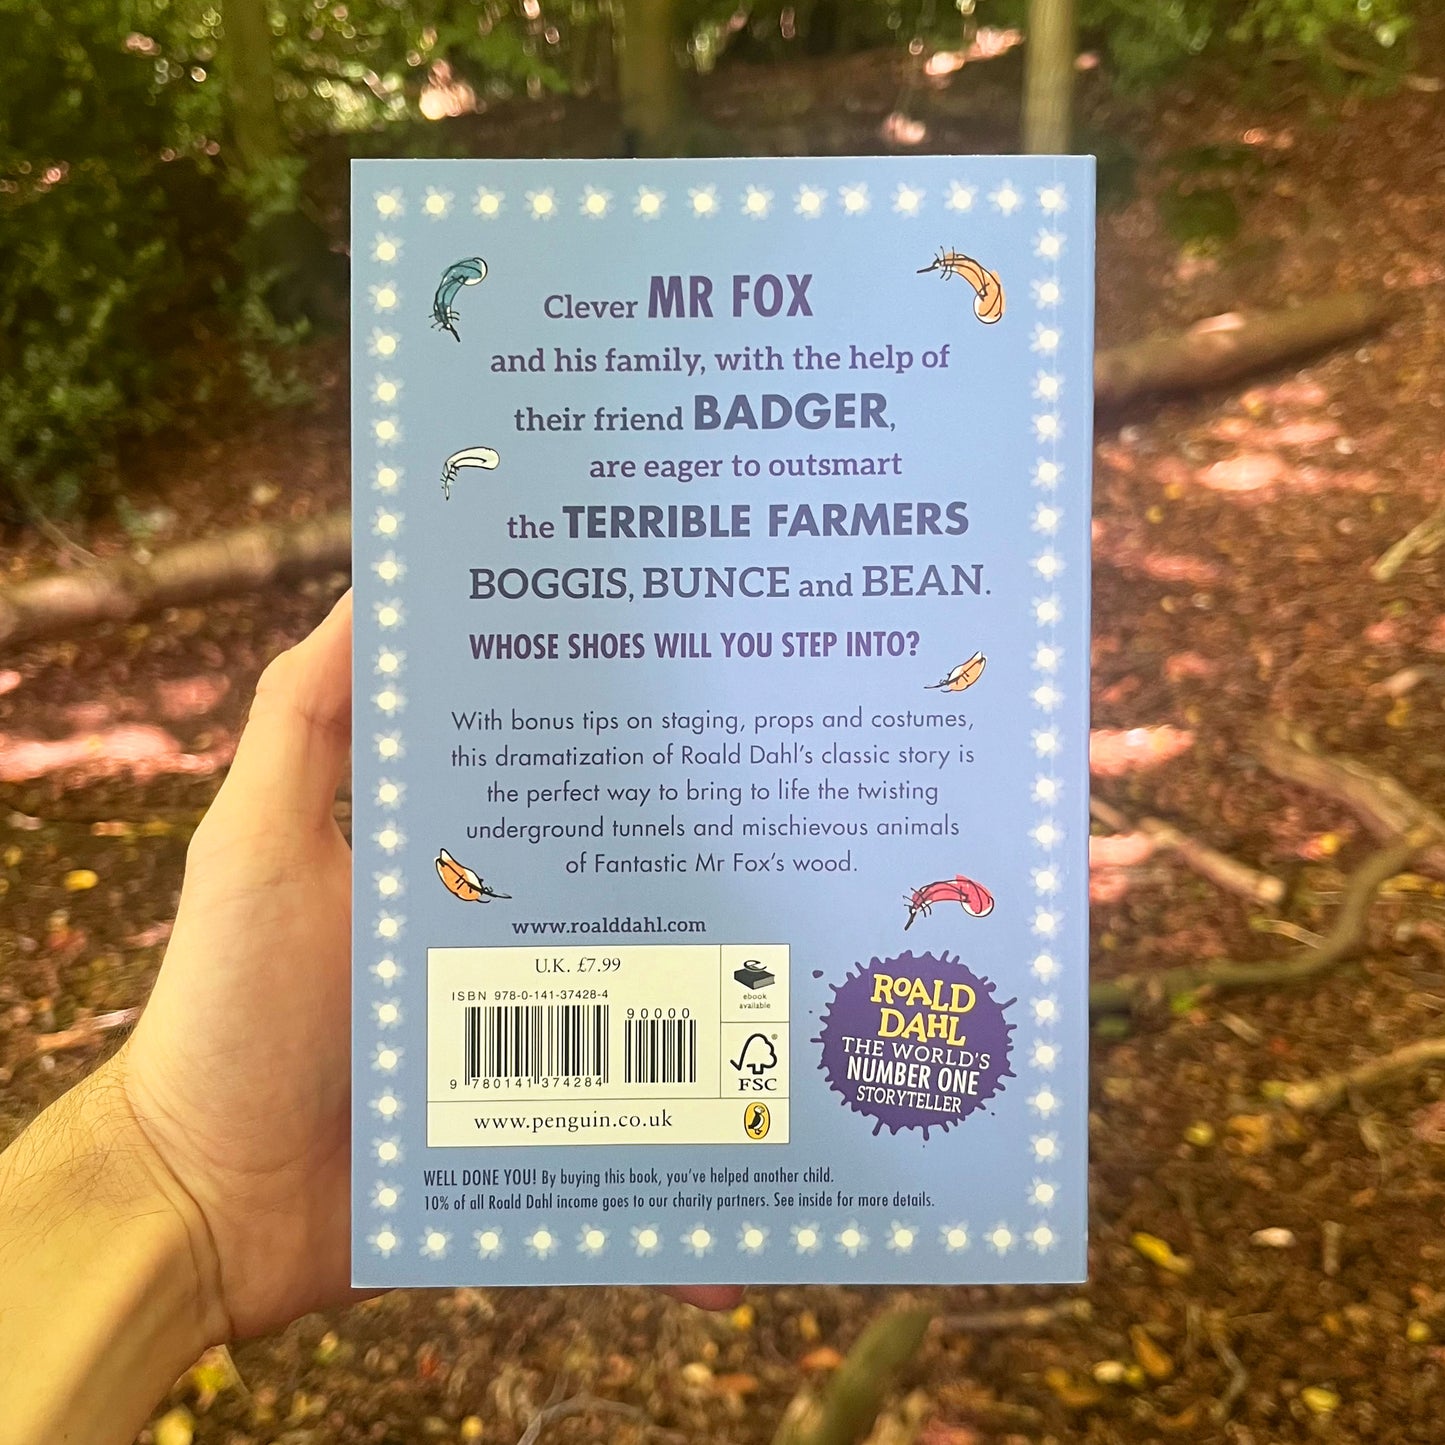 Clever MR FOX
and his family, with the help of
their friend BADGER,
are eager to outsmart
the TERRIBLE FARMERS
BOGGIS, BUNCE and BEAN.
WHOSE SHOES WILL YOU STEP INTO?
With bonus tips on staging, props and costumes,
this dramatization of Roald Dahl's classic story is
the perfect way to bring to life the twisting
underground tunnels and mischievous animals
of Fantastic Mr Fox's wood.
www.roalddahl.com
U.K. £7.99
ISBN 978-0-141-37428-4
90000
9 780141 374284
ebook
available
FSC
®
www.penguin.co.uk
ROALD
DAHL
THE WORLD'S
NUMBER ONE
STORYTELLER
WELL DONE YOU! By buying this book, you've helped another child.
10% of all Roald Dahl income goes to our charity partners. See inside for more details.